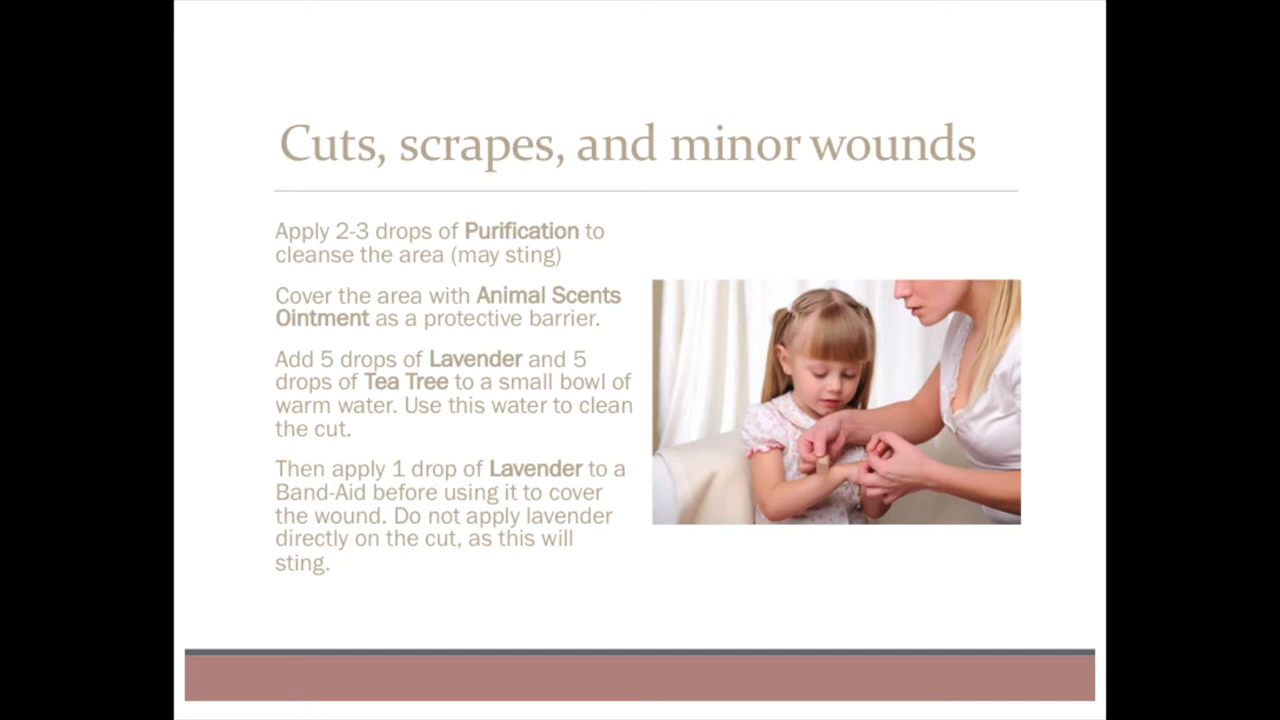 Cuts, scrapes, and minor wounds
Apply 2-3 drops of Purification to
cleanse the area (may sting)
Cover the area with Animal Scents
Ointment as a protective barrier.
Add 5 drops of Lavender and 5
drops of Tea Tree to a small bowl of
warm water. Use this water to clean
the cut.
Then apply 1 drop of Lavender to a
Band-Aid before using it to cover
the wound. Do not apply lavender
directly on the cut, as this will
sting.